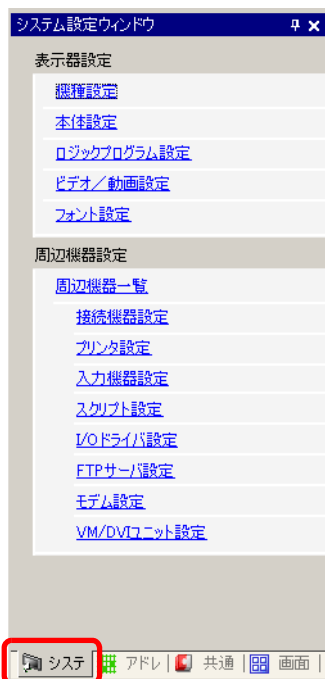 システム設定ウィンドウ
表示器設定
機種設定
本体設定
ロジックプログラム設定
ビデオ／動画設定
フォント設定
周辺機器設定
周辺機器一覧
接続機器設定
プリンタ設定
入力機器設定
スクリプト設定
I/Oドライバ設定
FTPサーバ設定
モデム設定
VM/DVIユニット設定
システ アドレ 共通 画面